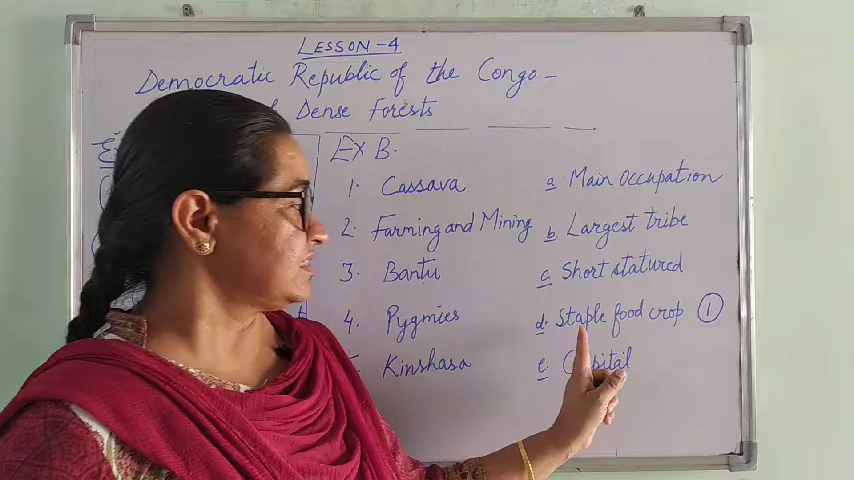 LESSON-4
Democratic Republic of the Congo –
Dense Forests
Ex B.
1. Cassava
a. Main Occupation
2. Farming and Mining
b. Largest tribe
3. Bantu
c. Short statured
4. Pygmies
d. Staple food crop 1
Kinshasa
e. Capital